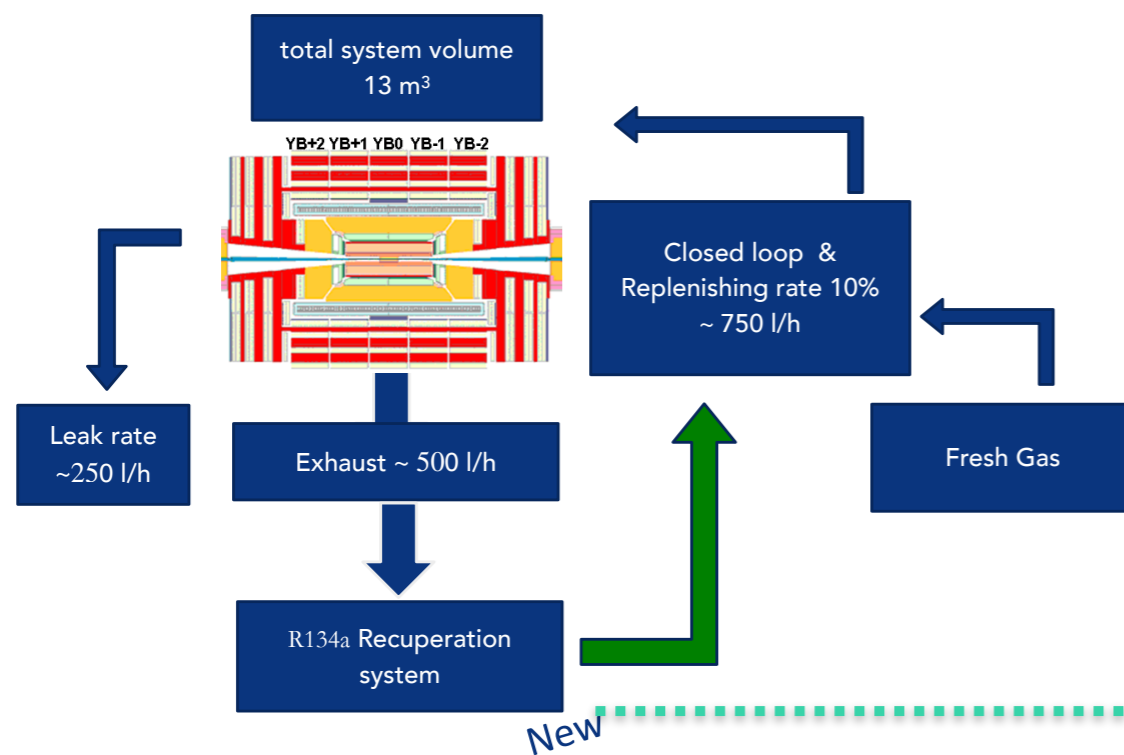 total system volume
13 m³
YB+2 YB+1 YB0 YB-1 YB-2
Closed loop &
Replenishing rate 10%
~ 750 l/h
Leak rate
~250 l/h
Exhaust ~ 500 l/h
Fresh Gas
R134a Recuperation
system
New